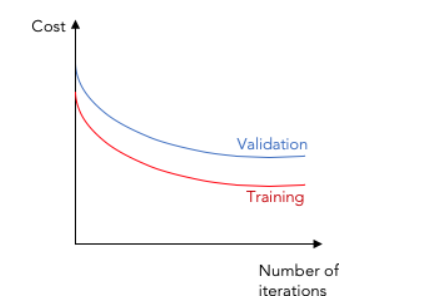 Cost
Validation
Training
Number of
iterations